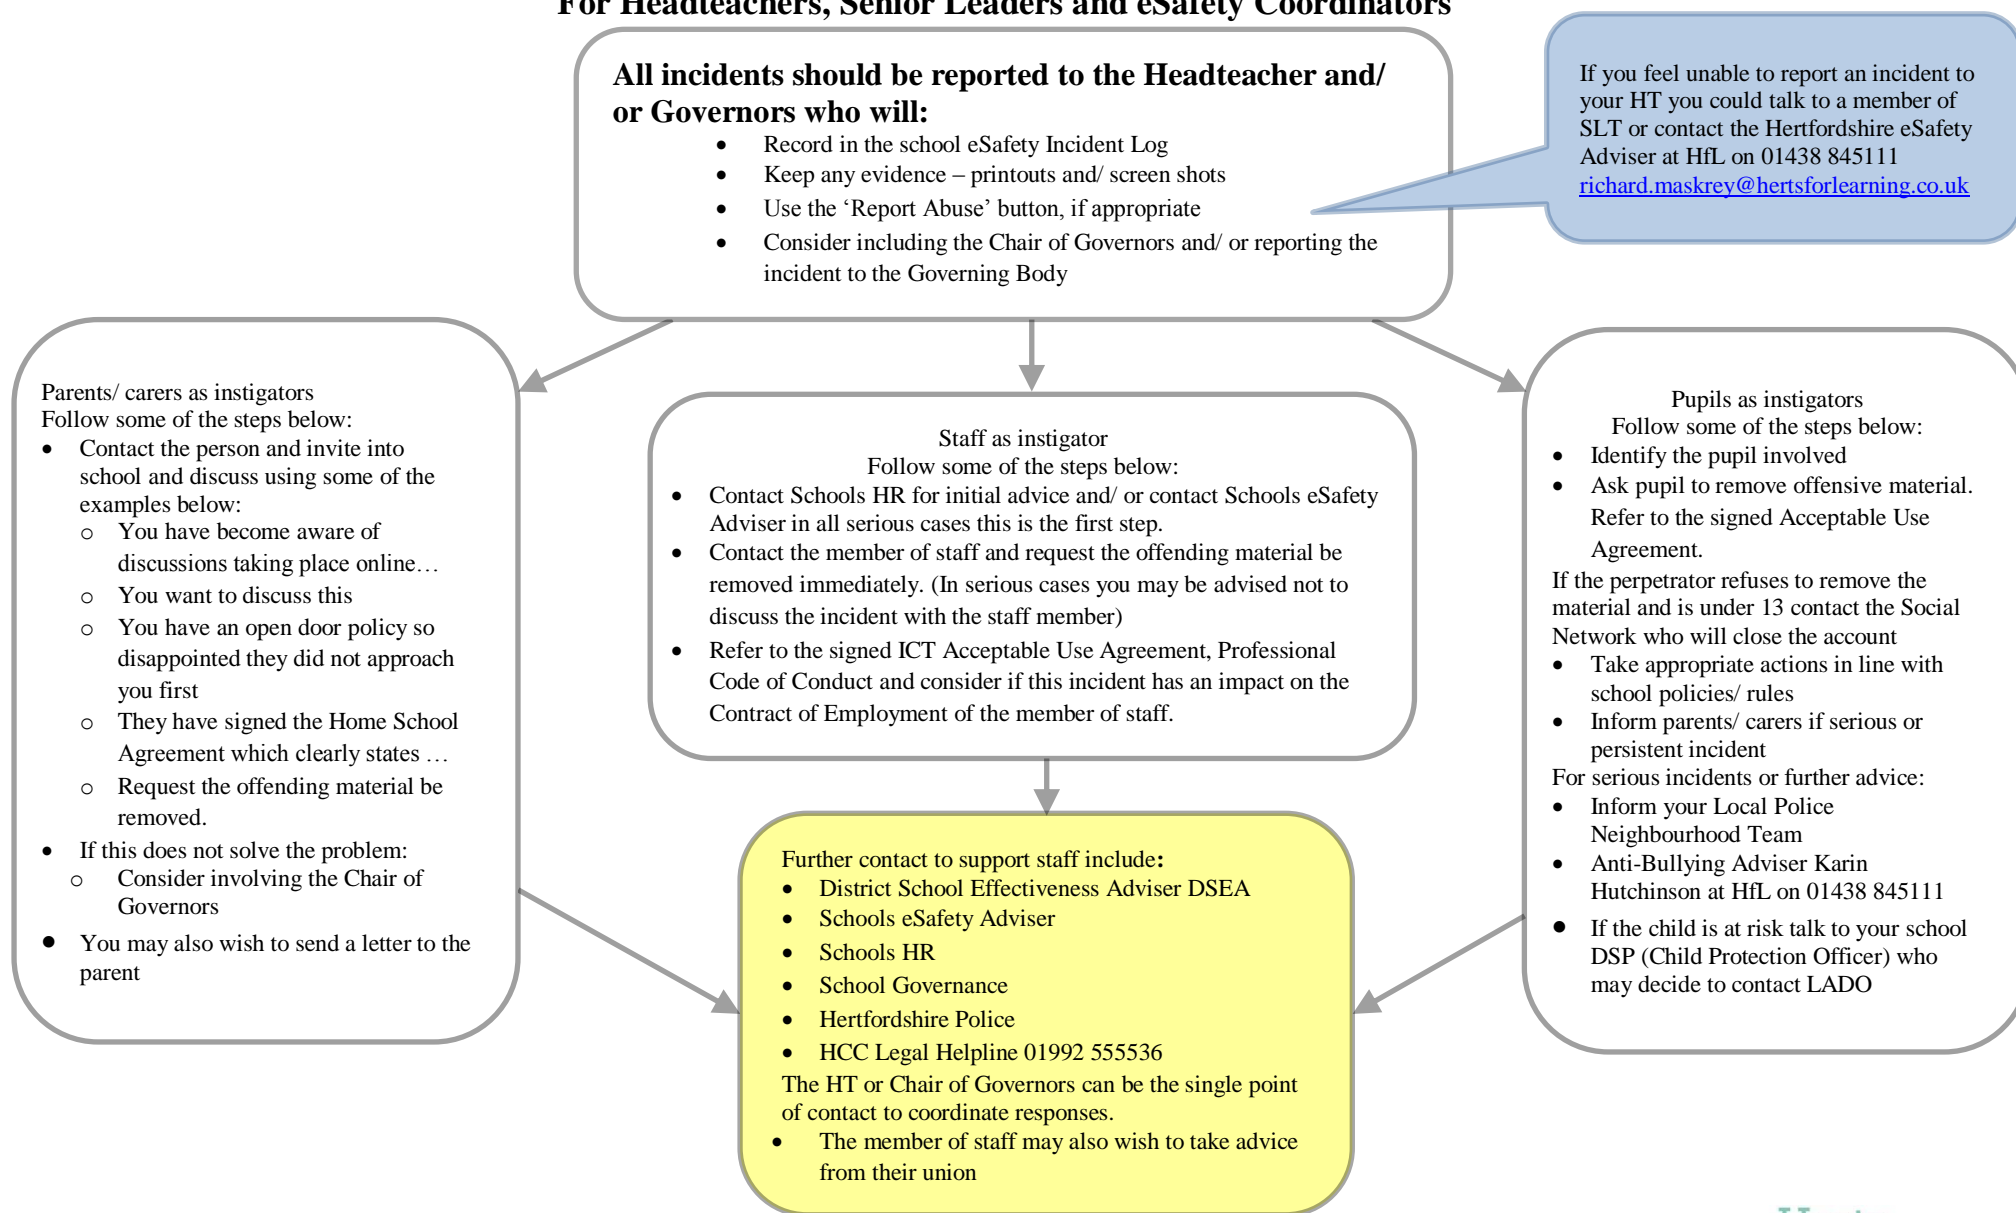 For Headteachers, Senior Leaders and eSafety Coordinators
All incidents should be reported to the Headteacher and/
or Governors who will:
• Record in the school eSafety Incident Log
• Keep any evidence – printouts and/ screen shots
• Use the ‘Report Abuse’ button, if appropriate
• Consider including the Chair of Governors and/ or reporting the
incident to the Governing Body
If you feel unable to report an incident to
your HT you could talk to a member of
SLT or contact the Hertfordshire eSafety
Adviser at HfL on 01438 845111
richard.maskrey@hertsforlearning.co.uk
Parents/ carers as instigators
Follow some of the steps below:
• Contact the person and invite into
school and discuss using some of the
examples below:
o You have become aware of
discussions taking place online…
o You want to discuss this
o You have an open door policy so
disappointed they did not approach
you first
o They have signed the Home School
Agreement which clearly states …
o Request the offending material be
removed.
• If this does not solve the problem:
o Consider involving the Chair of
Governors
• You may also wish to send a letter to the
parent
Staff as instigator
Follow some of the steps below:
• Contact Schools HR for initial advice and/ or contact Schools eSafety
Adviser in all serious cases this is the first step.
• Contact the member of staff and request the offending material be
removed immediately. (In serious cases you may be advised not to
discuss the incident with the staff member)
• Refer to the signed ICT Acceptable Use Agreement, Professional
Code of Conduct and consider if this incident has an impact on the
Contract of Employment of the member of staff.
Pupils as instigators
Follow some of the steps below:
• Identify the pupil involved
• Ask pupil to remove offensive material.
Refer to the signed Acceptable Use
Agreement.
If the perpetrator refuses to remove the
material and is under 13 contact the Social
Network who will close the account
• Take appropriate actions in line with
school policies/ rules
• Inform parents/ carers if serious or
persistent incident
For serious incidents or further advice:
• Inform your Local Police
Neighbourhood Team
• Anti-Bullying Adviser Karin
Hutchinson at HfL on 01438 845111
• If the child is at risk talk to your school
DSP (Child Protection Officer) who
may decide to contact LADO
Further contact to support staff include:
• District School Effectiveness Adviser DSEA
• Schools eSafety Adviser
• Schools HR
• School Governance
• Hertfordshire Police
• HCC Legal Helpline 01992 555536
The HT or Chair of Governors can be the single point
of contact to coordinate responses.
• The member of staff may also wish to take advice
from their union